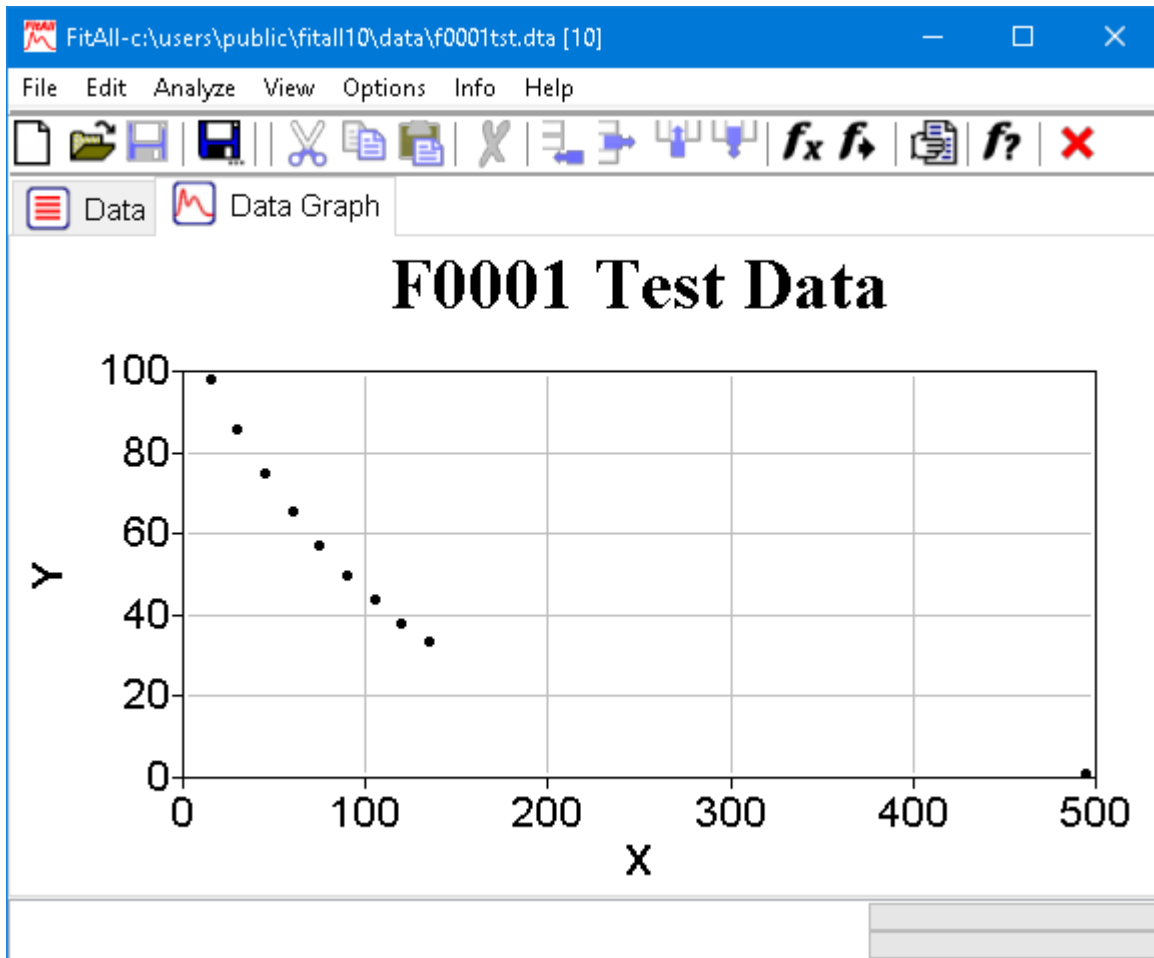 FitAll
FitAll-c:\users\public\fitall10\data\f0001tst.dta [10]
File Edit Analyze View Options Info Help
fx f f?
Data Data Graph
F0001 Test Data
100
80
60
40
20
0
Y
0 100 200 300 400 500
X